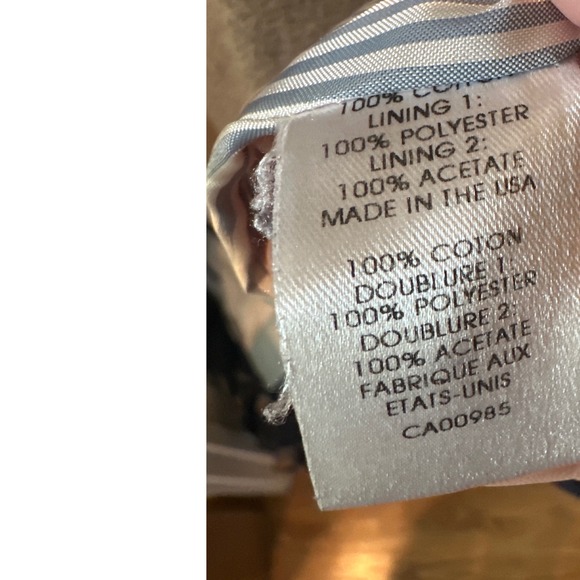 100% COTTON
LINING 1:
100% POLYESTER
LINING 2:
100% ACETATE
MADE IN THE USA
100% COTON
DOUBLURE 1:
100% POLYESTER
DOUBLURE 2:
100% ACETATE
FABRIQUE AUX
ETATS-UNIS
CA00985